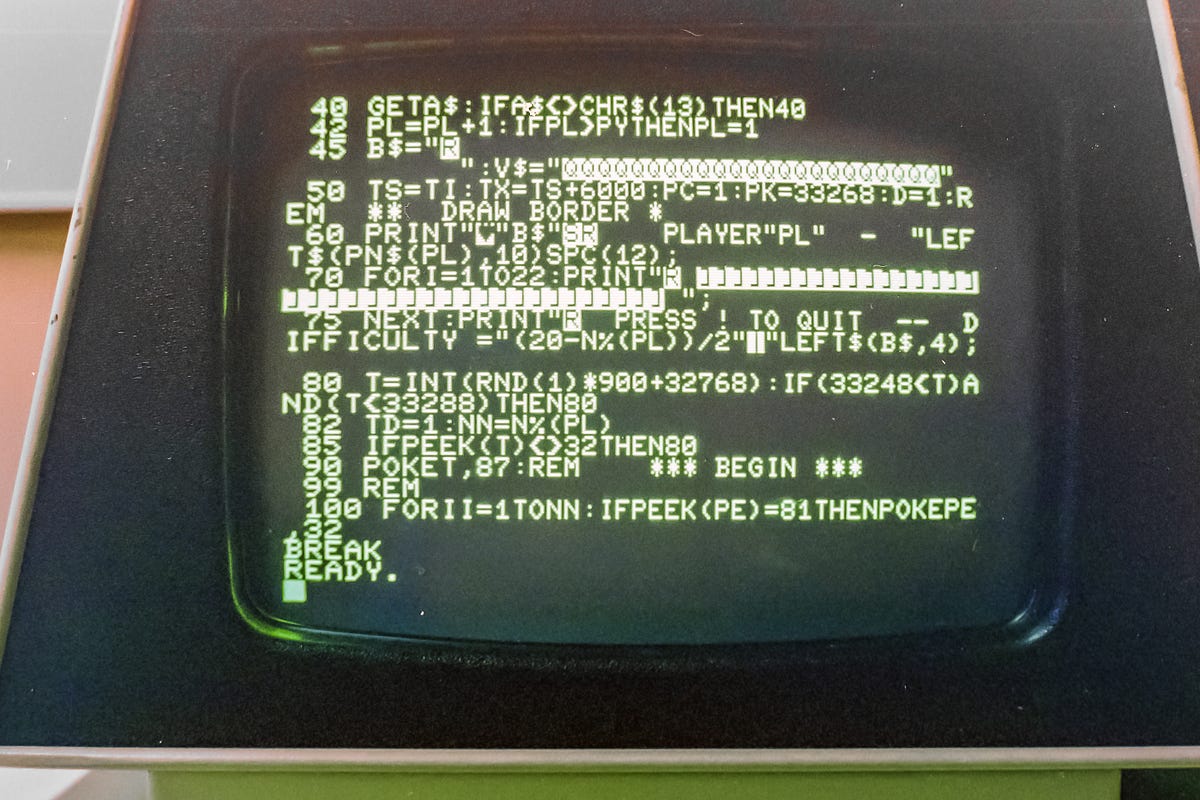 40 GETA$:IFA$<>CHR$(13)THEN40
42 PL=PL+1:IFPL>PYTHENPL=1
45 B$="R
":V$="QQQQQQQQQQQQQQQQQQQQQQ"
50 TS=TI:TX=TS+6000:PC=1:PK=33268:D=1:R
EM ** DRAW BORDER *
60 PRINT" "B$"SR PLAYER"PL" - "LEF
T$(PN$(PL),10)SPC(12);
70 FORI=1TO22:PRINT"R
";
75 NEXT:PRINT"R PRESS ! TO QUIT -- D
IFFICULTY ="(20-N%(PL))/2" "LEFT$(B$,4);
80 T=INT(RND(1)*900+32768):IF(33248<T)A
ND(T<33288)THEN80
82 TD=1:NN=N%(PL)
85 IFPEEK(T)<>32THEN80
90 POKET,87:REM *** BEGIN ***
99 REM
100 FORII=1TONN:IFPEEK(PE)=81THENPOKEPE
,32
BREAK
READY.